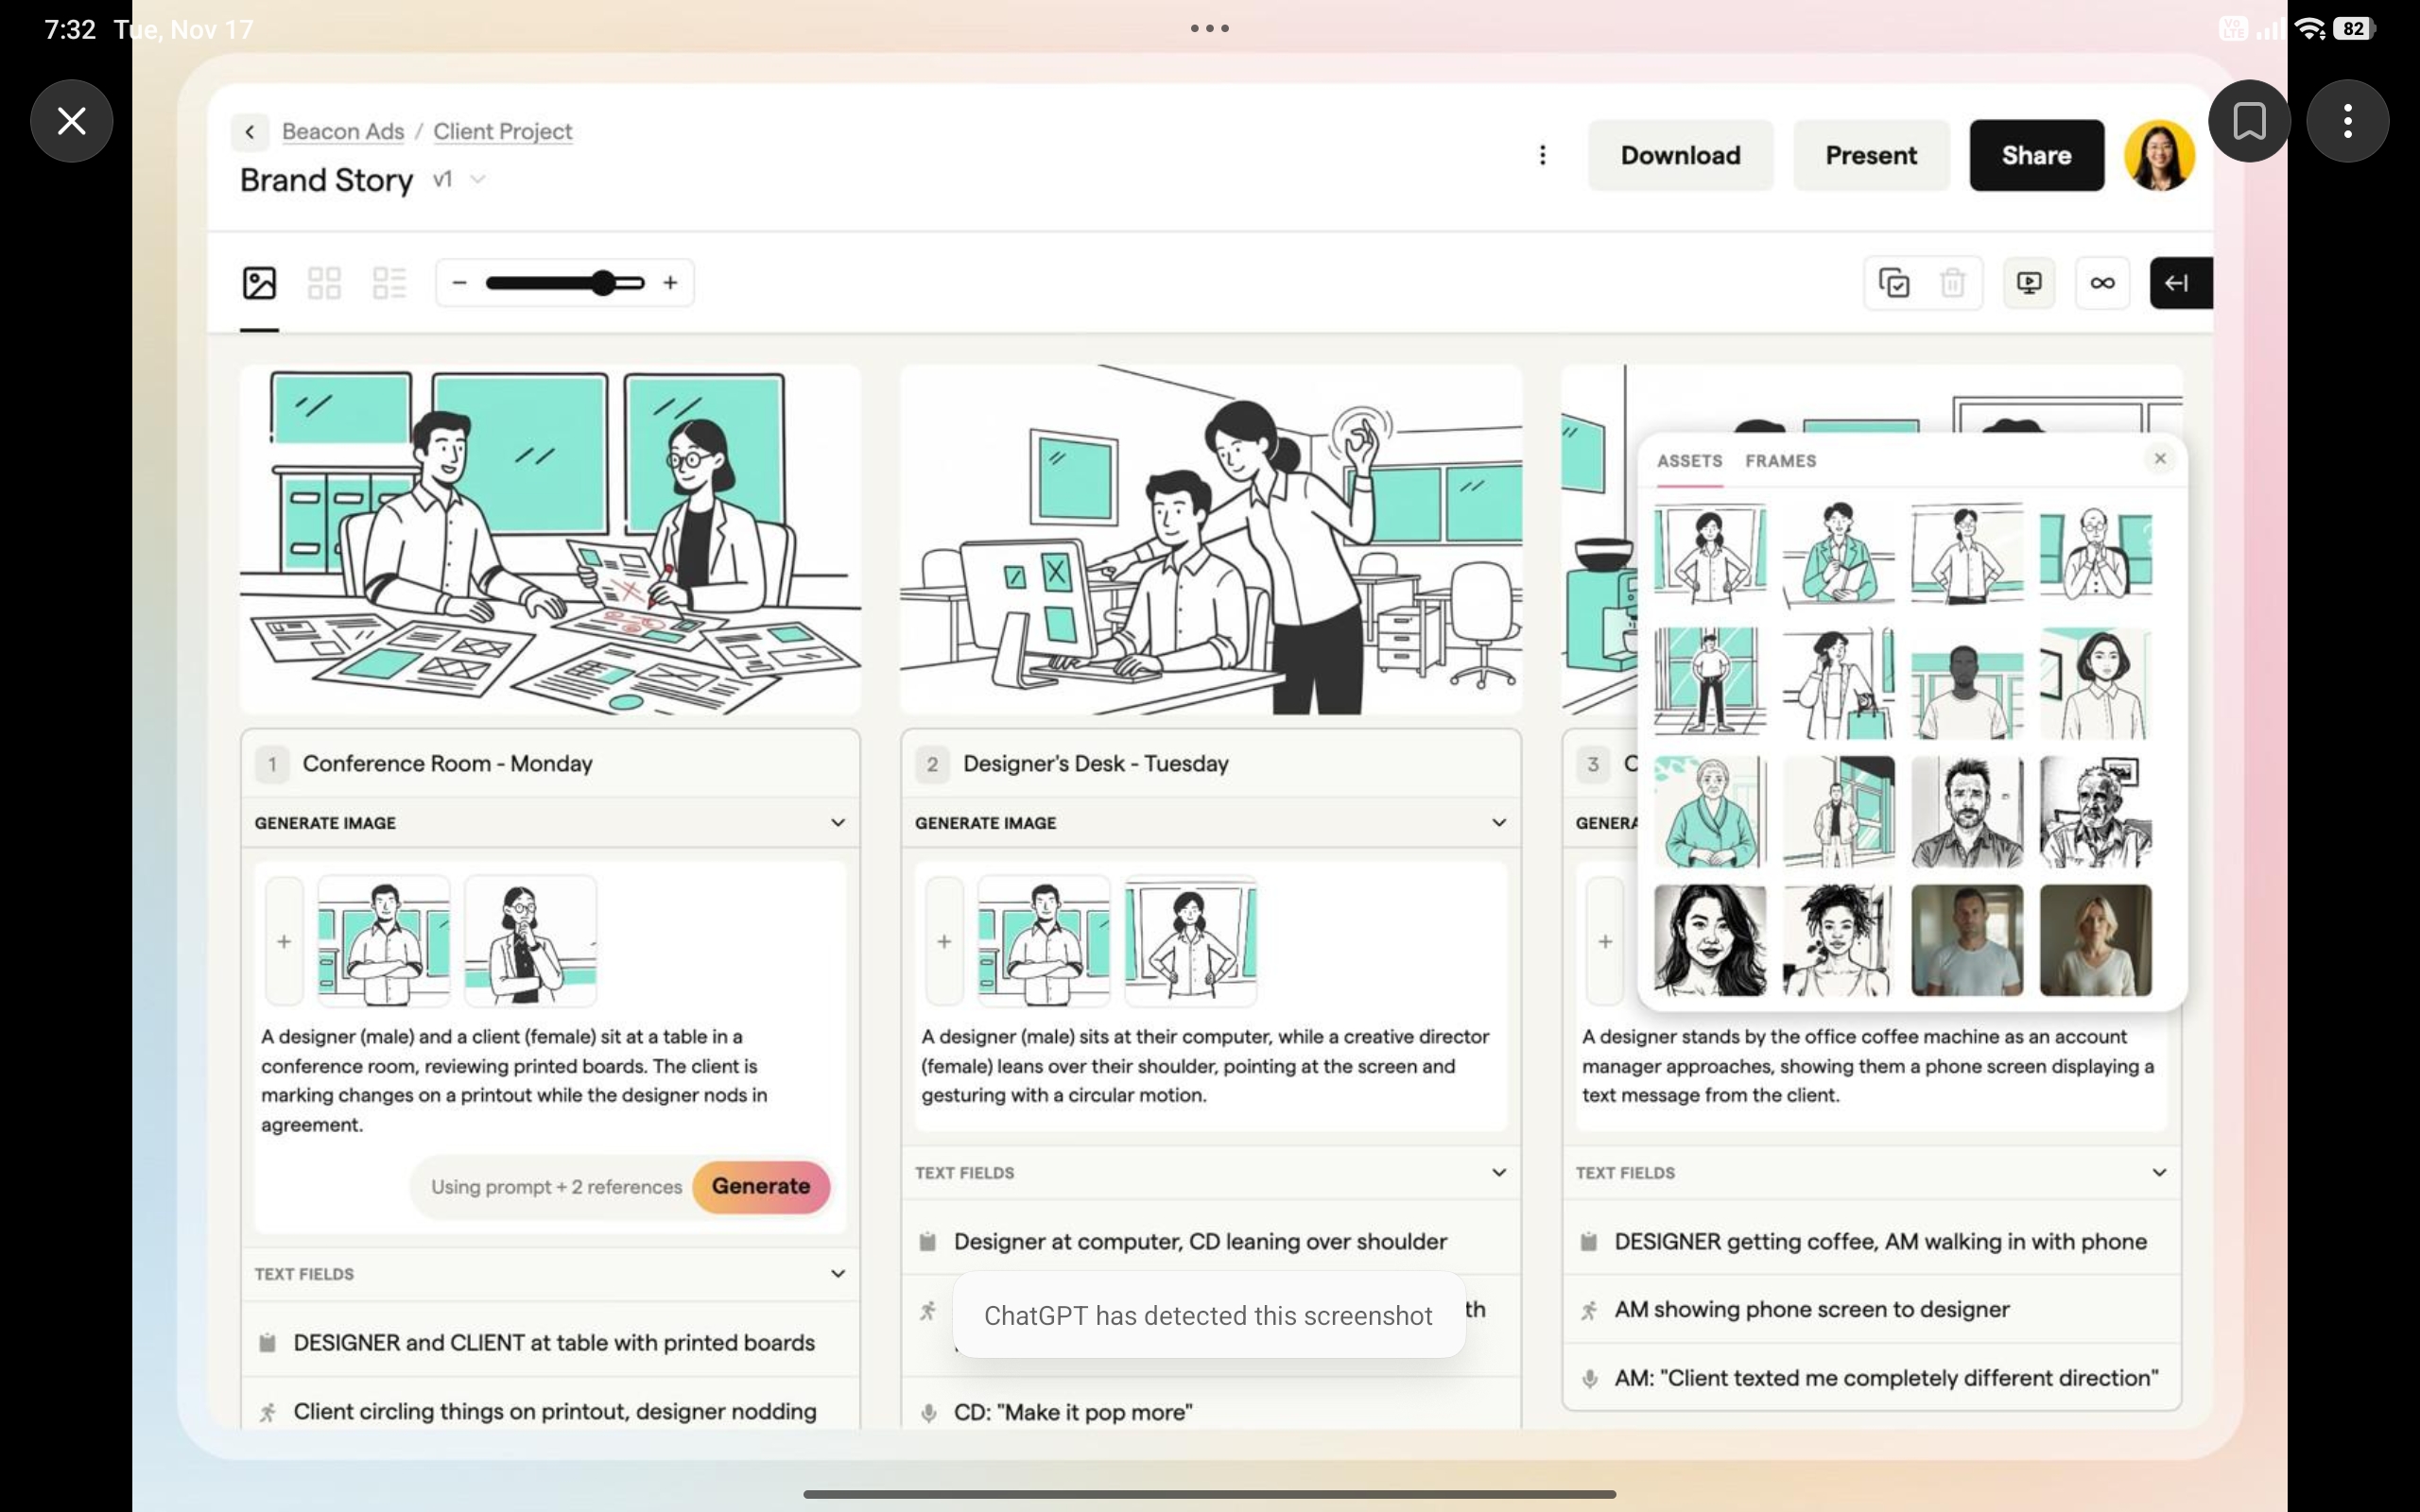 7:32 Tue, Nov 17
Vo LTE
82
Beacon Ads / Client Project
Brand Story v1
Download
Present
Share
ASSETS FRAMES
1 Conference Room - Monday
GENERATE IMAGE
A designer (male) and a client (female) sit at a table in a
conference room, reviewing printed boards. The client is
marking changes on a printout while the designer nods in
agreement.
Using prompt + 2 references Generate
TEXT FIELDS
DESIGNER and CLIENT at table with printed boards
Client circling things on printout, designer nodding
2 Designer's Desk - Tuesday
GENERATE IMAGE
A designer (male) sits at their computer, while a creative director
(female) leans over their shoulder, pointing at the screen and
gesturing with a circular motion.
TEXT FIELDS
Designer at computer, CD leaning over shoulder
ChatGPT has detected this screenshot
CD: "Make it pop more"
3
A designer stands by the office coffee machine as an account
manager approaches, showing them a phone screen displaying a
text message from the client.
TEXT FIELDS
DESIGNER getting coffee, AM walking in with phone
AM showing phone screen to designer
AM: "Client texted me completely different direction"